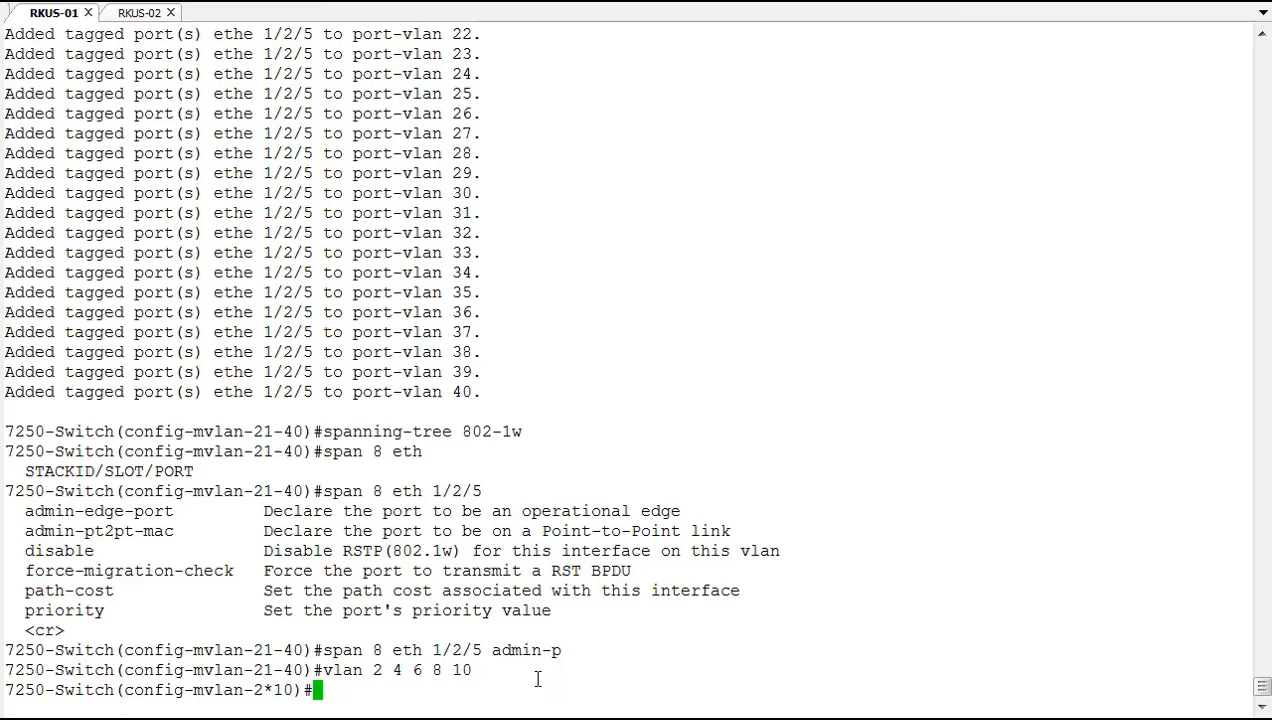 RKUS-01 X RKUS-02 X
Added tagged port(s) ethe 1/2/5 to port-vlan 22.
Added tagged port(s) ethe 1/2/5 to port-vlan 23.
Added tagged port(s) ethe 1/2/5 to port-vlan 24.
Added tagged port(s) ethe 1/2/5 to port-vlan 25.
Added tagged port(s) ethe 1/2/5 to port-vlan 26.
Added tagged port(s) ethe 1/2/5 to port-vlan 27.
Added tagged port(s) ethe 1/2/5 to port-vlan 28.
Added tagged port(s) ethe 1/2/5 to port-vlan 29.
Added tagged port(s) ethe 1/2/5 to port-vlan 30.
Added tagged port(s) ethe 1/2/5 to port-vlan 31.
Added tagged port(s) ethe 1/2/5 to port-vlan 32.
Added tagged port(s) ethe 1/2/5 to port-vlan 33.
Added tagged port(s) ethe 1/2/5 to port-vlan 34.
Added tagged port(s) ethe 1/2/5 to port-vlan 35.
Added tagged port(s) ethe 1/2/5 to port-vlan 36.
Added tagged port(s) ethe 1/2/5 to port-vlan 37.
Added tagged port(s) ethe 1/2/5 to port-vlan 38.
Added tagged port(s) ethe 1/2/5 to port-vlan 39.
Added tagged port(s) ethe 1/2/5 to port-vlan 40.
7250-Switch(config-mvlan-21-40)#spanning-tree 802-1w
7250-Switch(config-mvlan-21-40)#span 8 eth
STACKID/SLOT/PORT
7250-Switch(config-mvlan-21-40)#span 8 eth 1/2/5
admin-edge-port Declare the port to be an operational edge
admin-pt2pt-mac Declare the port to be on a Point-to-Point link
disable Disable RSTP(802.1w) for this interface on this vlan
force-migration-check Force the port to transmit a RST BPDU
path-cost Set the path cost associated with this interface
priority Set the port's priority value
<cr>
7250-Switch(config-mvlan-21-40)#span 8 eth 1/2/5 admin-p
7250-Switch(config-mvlan-21-40)#vlan 2 4 6 8 10
7250-Switch(config-mvlan-2*10)#